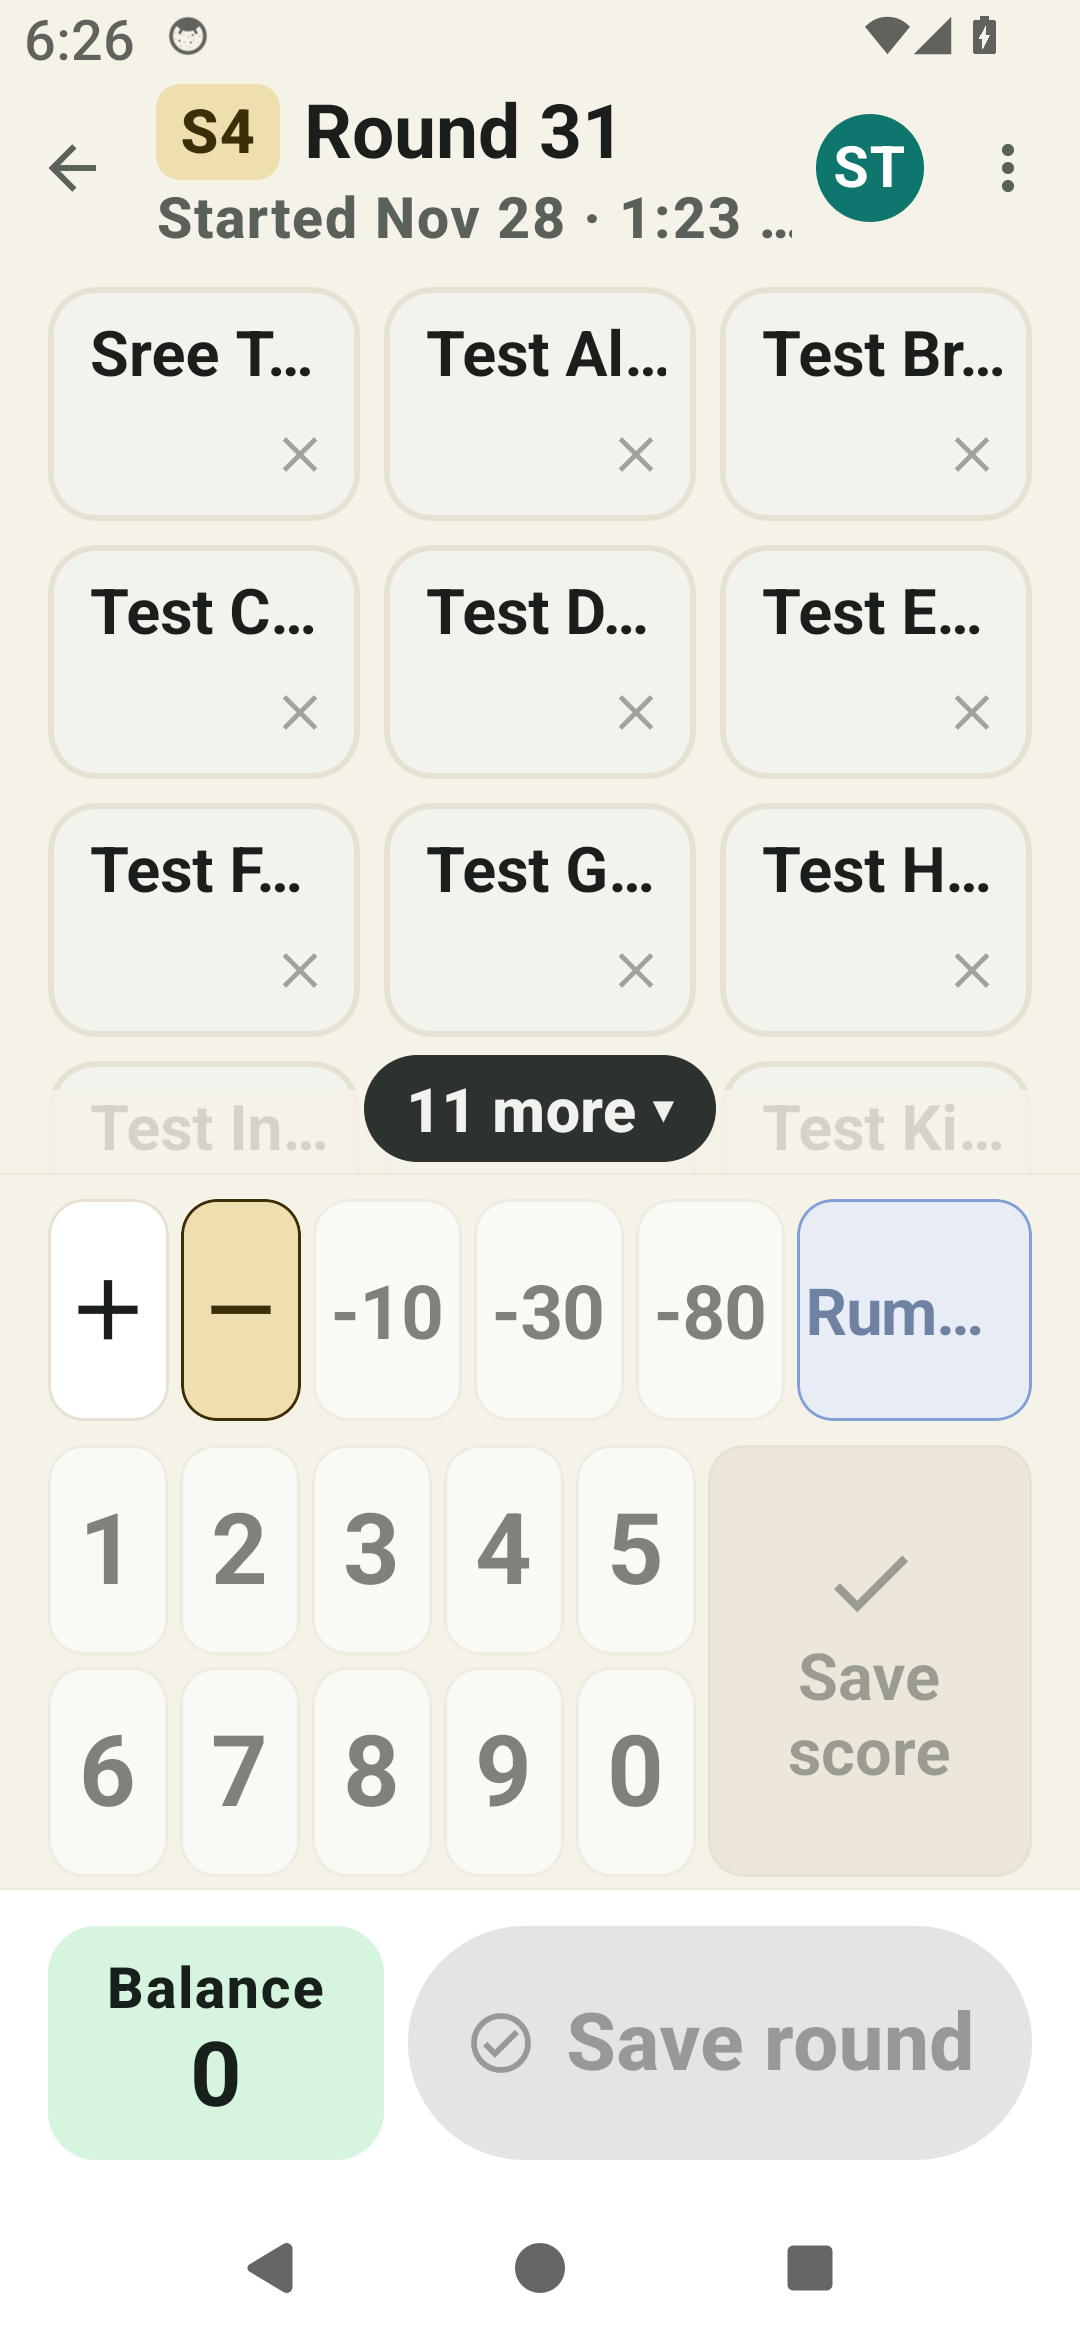 6:26
S4 Round 31
ST
Started Nov 28 · 1:23 …
Sree T… Test Al… Test Br…
Test C… Test D… Test E…
Test F… Test G… Test H…
Test In… 11 more ▾ Test Ki…
+ − -10 -30 -80 Rum…
1 2 3 4 5
Save
score
6 7 8 9 0
Balance
0
Save round